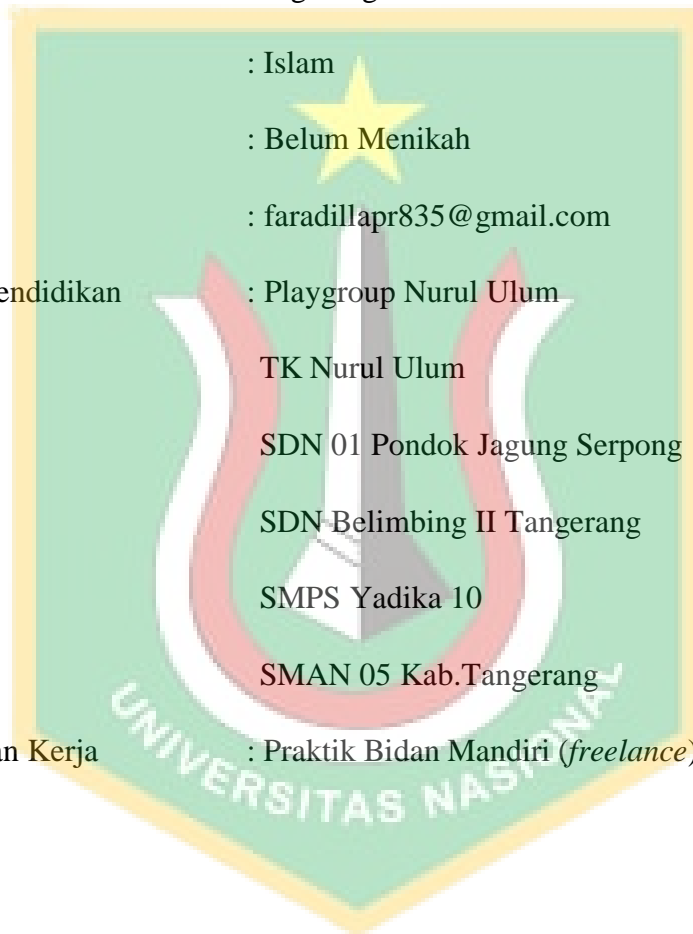 : Islam
: Belum Menikah
: faradillapr835@gmail.com
endidikan : Playgroup Nurul Ulum
TK Nurul Ulum
SDN 01 Pondok Jagung Serpong
SDN Belimbing II Tangerang
SMPS Yadika 10
SMAN 05 Kab.Tangerang
an Kerja : Praktik Bidan Mandiri (freelance)
UNIVERSITAS NASIONAL